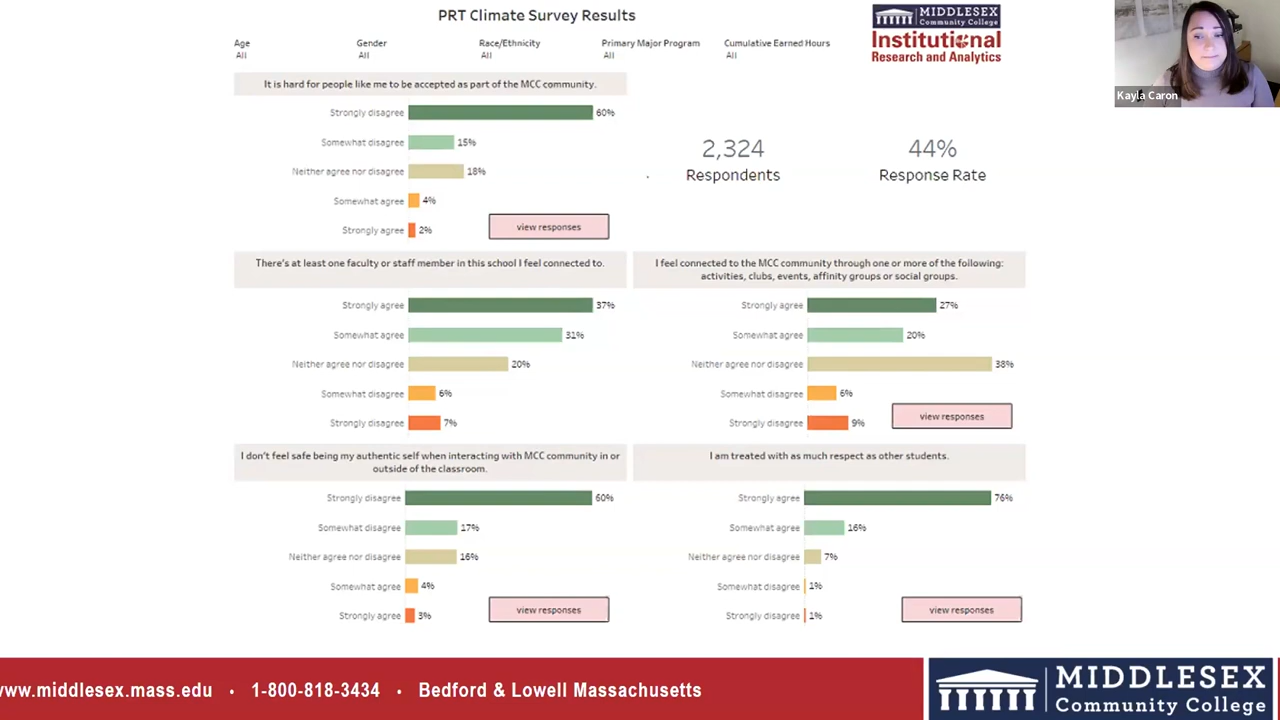 PRT Climate Survey Results
MIDDLESEX
Community College
Institutional
Research and Analytics
Age
All
Gender
All
Race/Ethnicity
All
Primary Major Program
All
Cumulative Earned Hours
All
Kayla Caron
It is hard for people like me to be accepted as part of the MCC community.
Strongly disagree 60%
Somewhat disagree 15%
Neither agree nor disagree 18%
Somewhat agree 4%
Strongly agree 2%
view responses
2,324
Respondents
44%
Response Rate
There's at least one faculty or staff member in this school I feel connected to.
Strongly agree 37%
Somewhat agree 31%
Neither agree nor disagree 20%
Somewhat disagree 6%
Strongly disagree 7%
I feel connected to the MCC community through one or more of the following:
activities, clubs, events, affinity groups or social groups.
Strongly agree 27%
Somewhat agree 20%
Neither agree nor disagree 38%
Somewhat disagree 6%
Strongly disagree 9%
view responses
I don't feel safe being my authentic self when interacting with MCC community in or
outside of the classroom.
Strongly disagree 60%
Somewhat disagree 17%
Neither agree nor disagree 16%
Somewhat agree 4%
Strongly agree 3%
view responses
I am treated with as much respect as other students.
Strongly agree 76%
Somewhat agree 16%
Neither agree nor disagree 7%
Somewhat disagree 1%
Strongly disagree 1%
view responses
www.middlesex.mass.edu • 1-800-818-3434 • Bedford & Lowell Massachusetts
MIDDLESEX
Community College